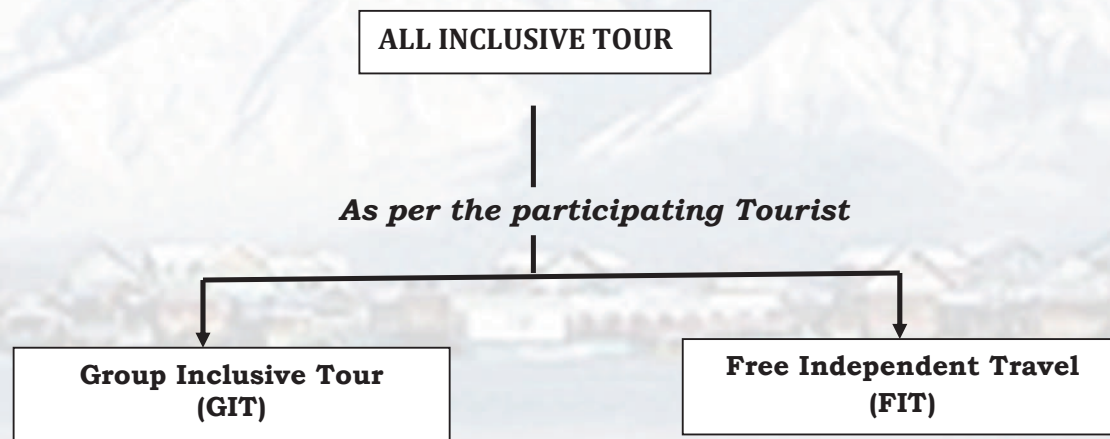 ALL INCLUSIVE TOUR
As per the participating Tourist
Group Inclusive Tour
(GIT)
Free Independent Travel
(FIT)